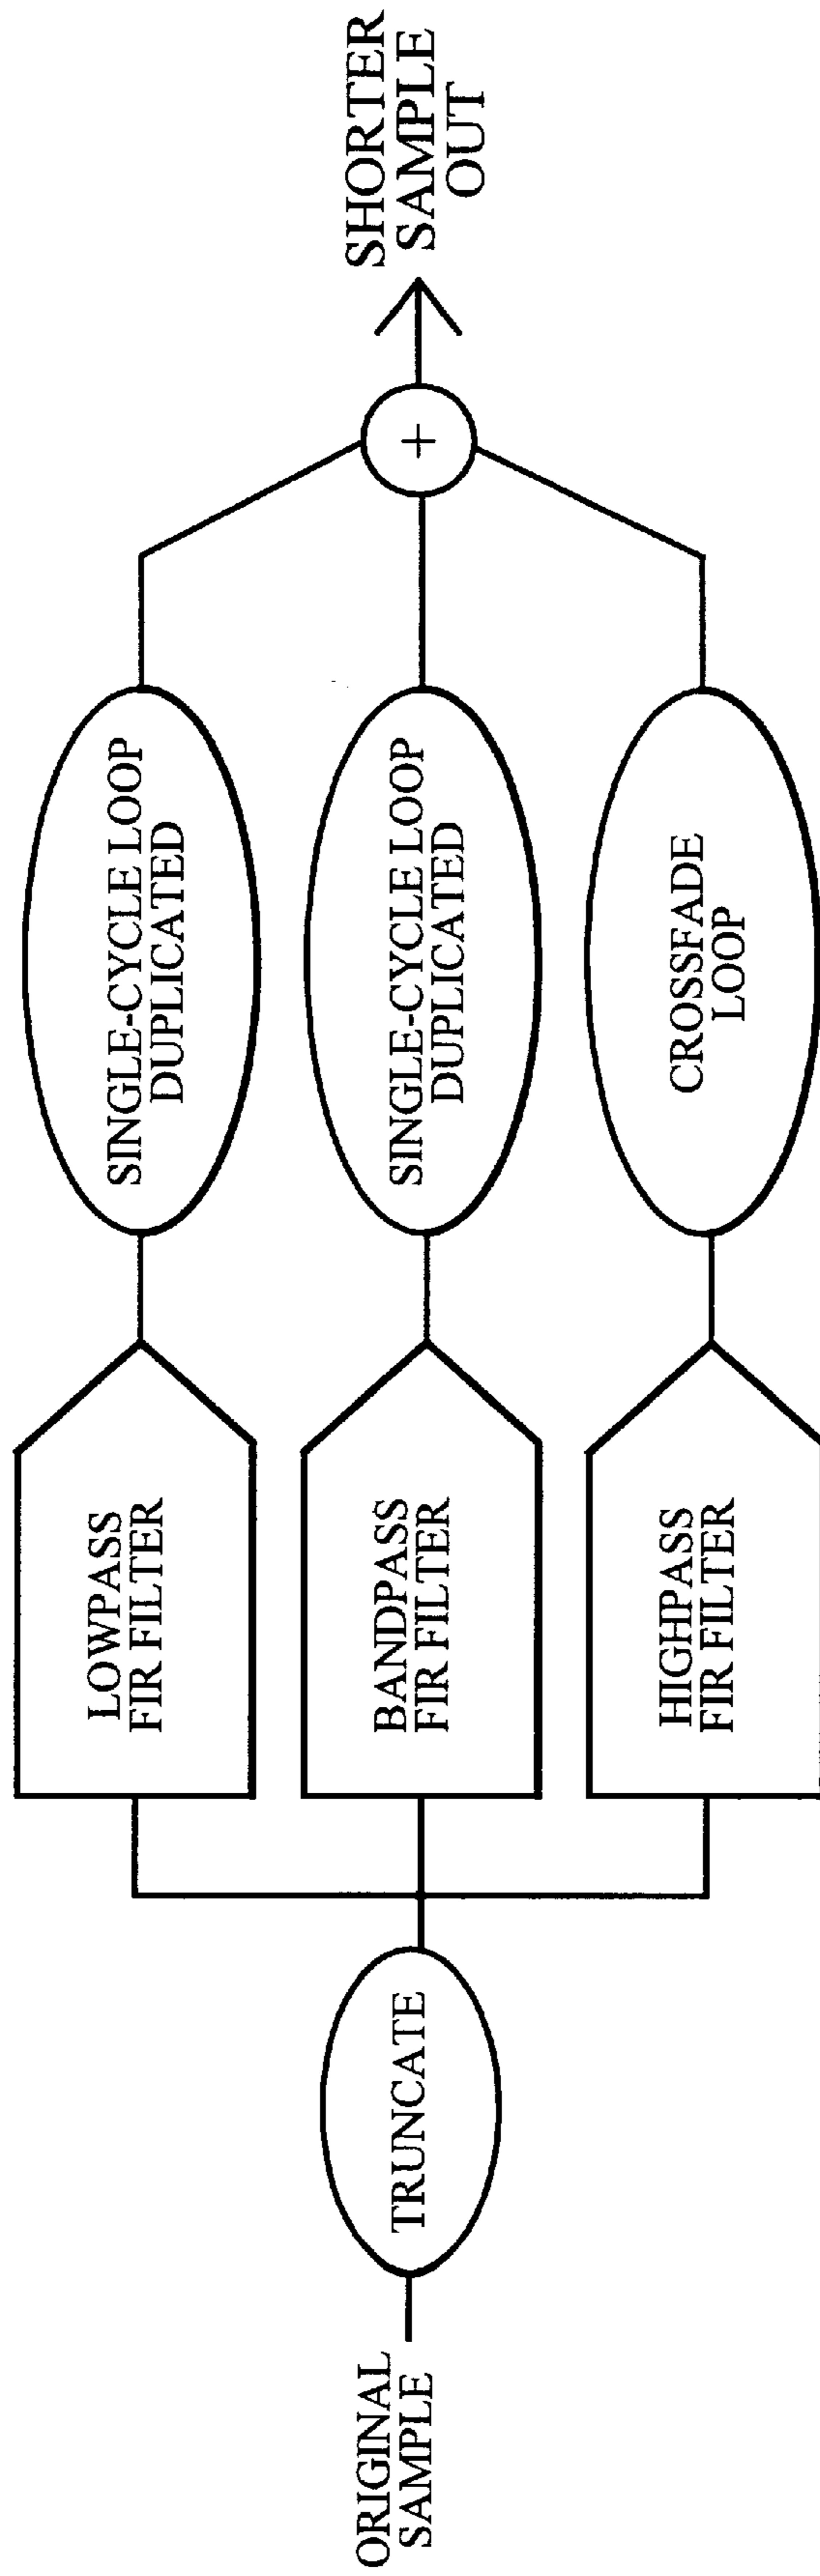 ORIGINAL
SAMPLE
TRUNCATE
LOWPASS
FIR FILTER
BANDPASS
FIR FILTER
HIGHPASS
FIR FILTER
SINGLE-CYCLE LOOP
DUPLICATED
SINGLE-CYCLE LOOP
DUPLICATED
CROSSFADE
LOOP
+
SHORTER
SAMPLE
OUT